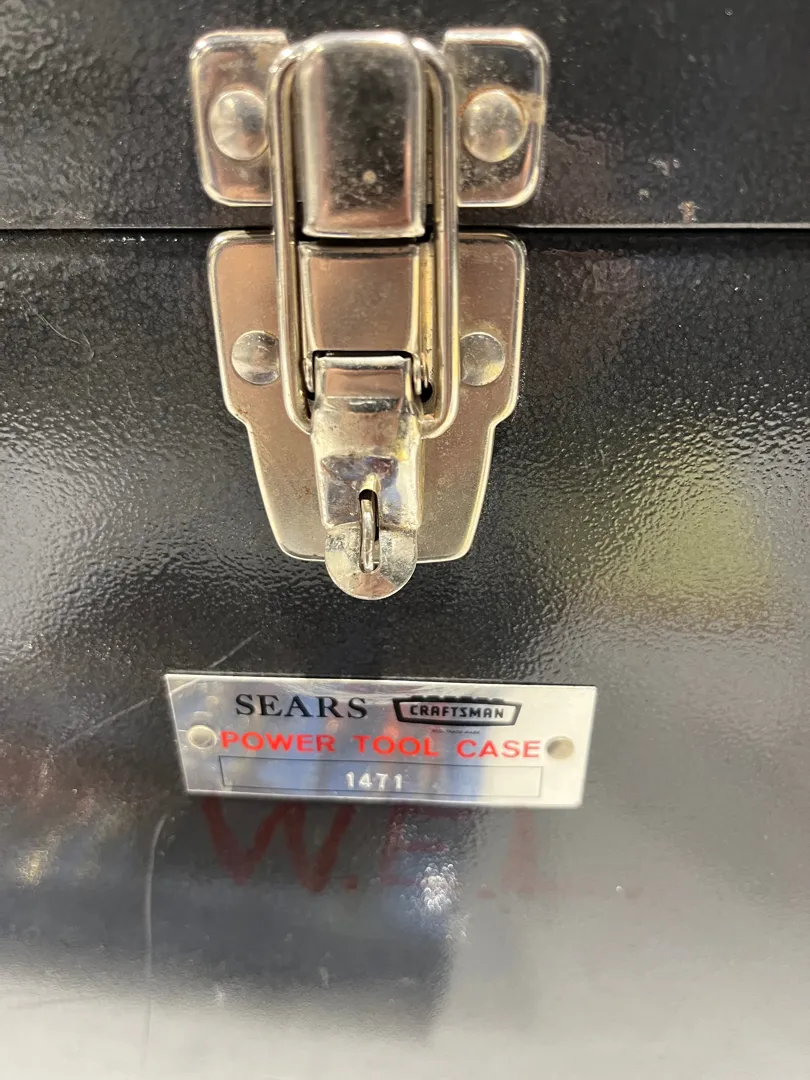 SEARS CRAFTSMAN
POWER TOOL CASE
1471
W.E.L.